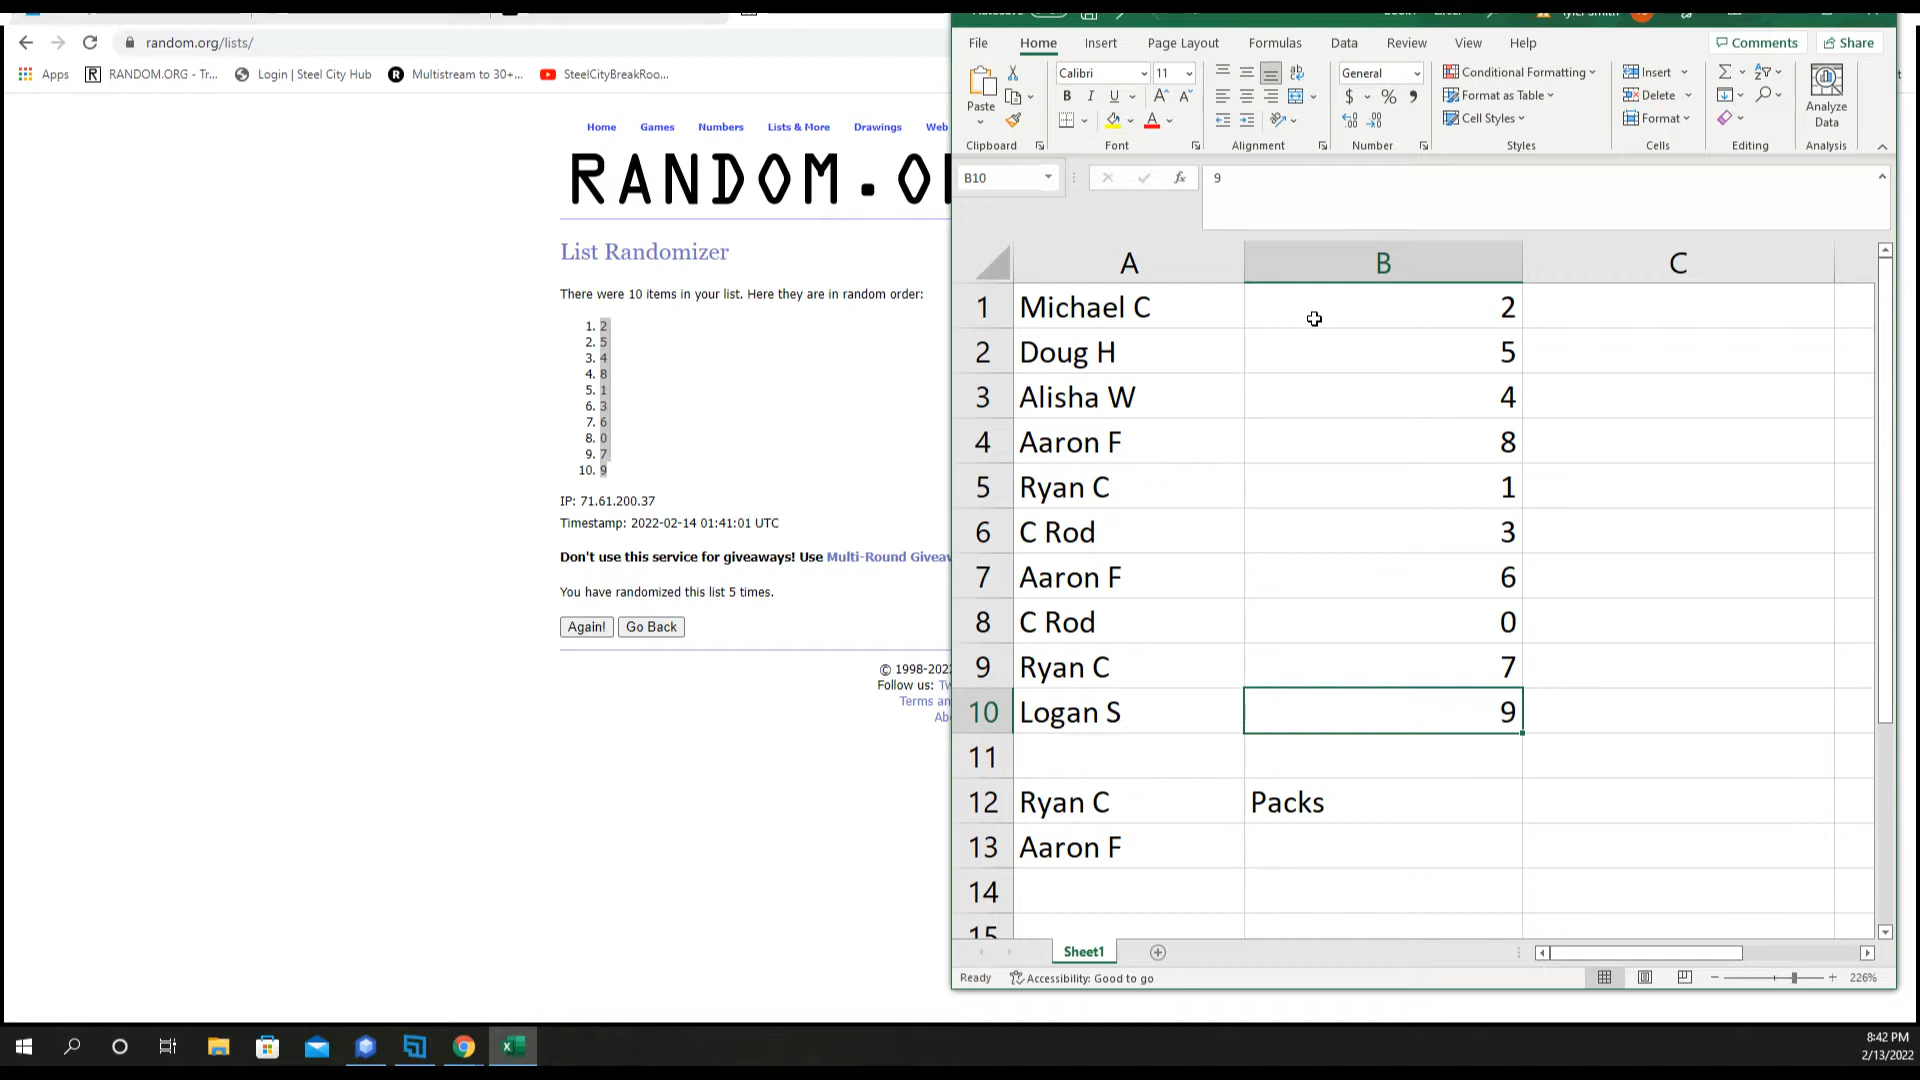 random.org/lists/
Apps RANDOM.ORG - Tr... Login | Steel City Hub Multistream to 30+... SteelCityBreakRoo...
Home Games Numbers Lists & More Drawings Web
RANDOM.O
List Randomizer
There were 10 items in your list. Here they are in random order:
1. 2
2. 5
3. 4
4. 8
5. 1
6. 3
7. 6
8. 0
9. 7
10. 9
IP: 71.61.200.37
Timestamp: 2022-02-14 01:41:01 UTC
Don't use this service for giveaways! Use Multi-Round Giveaw
You have randomized this list 5 times.
Again! Go Back
© 1998-202
Follow us: Tw
Terms an
Abo
File Home Insert Page Layout Formulas Data Review View Help Comments Share
Paste Calibri 11 B I U A A A General $ % 9 Conditional Formatting Format as Table Cell Styles Insert Delete Format Analyze Data
Clipboard Font Alignment Number Styles Cells Editing Analysis
B10 fx 9
A B C
1 Michael C 2
2 Doug H 5
3 Alisha W 4
4 Aaron F 8
5 Ryan C 1
6 C Rod 3
7 Aaron F 6
8 C Rod 0
9 Ryan C 7
10 Logan S 9
11
12 Ryan C Packs
13 Aaron F
14
15
Sheet1
Ready Accessibility: Good to go 226%
8:42 PM
2/13/2022